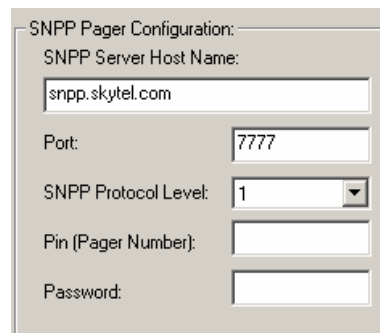 SNPP Pager Configuration:
SNPP Server Host Name:
snpp.skytel.com
Port: 7777
SNPP Protocol Level: 1
Pin (Pager Number):
Password: